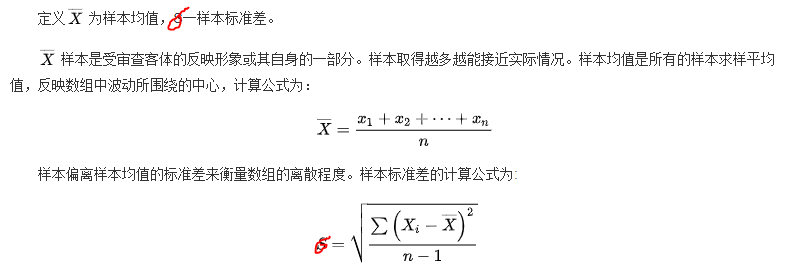 定义 X̄ 为样本均值，一样本标准差。
X̄ 样本是受审查客体的反映形象或其自身的一部分。样本取得越多越能接近实际情况。样本均值是所有的样本求样平均
值，反映数组中波动所围绕的中心，计算公式为：
X̄ = (x₁ + x₂ + ··· + xₙ) / n
样本偏离样本均值的标准差来衡量数组的离散程度。样本标准差的计算公式为:
= √(∑(Xᵢ − X̄)² / (n − 1))